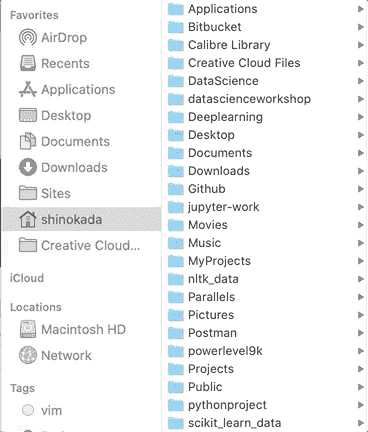 Favorites
AirDrop
Recents
Applications
Desktop
Documents
Downloads
Sites
shinokada
Creative Cloud...
iCloud
Locations
Macintosh HD
Network
Tags
vim
Applications
Bitbucket
Calibre Library
Creative Cloud Files
DataScience
datascienceworkshop
Deeplearning
Desktop
Documents
Downloads
Github
jupyter-work
Movies
Music
MyProjects
nltk_data
Parallels
Pictures
Postman
powerlevel9k
Projects
Public
pythonproject
scikit_learn_data